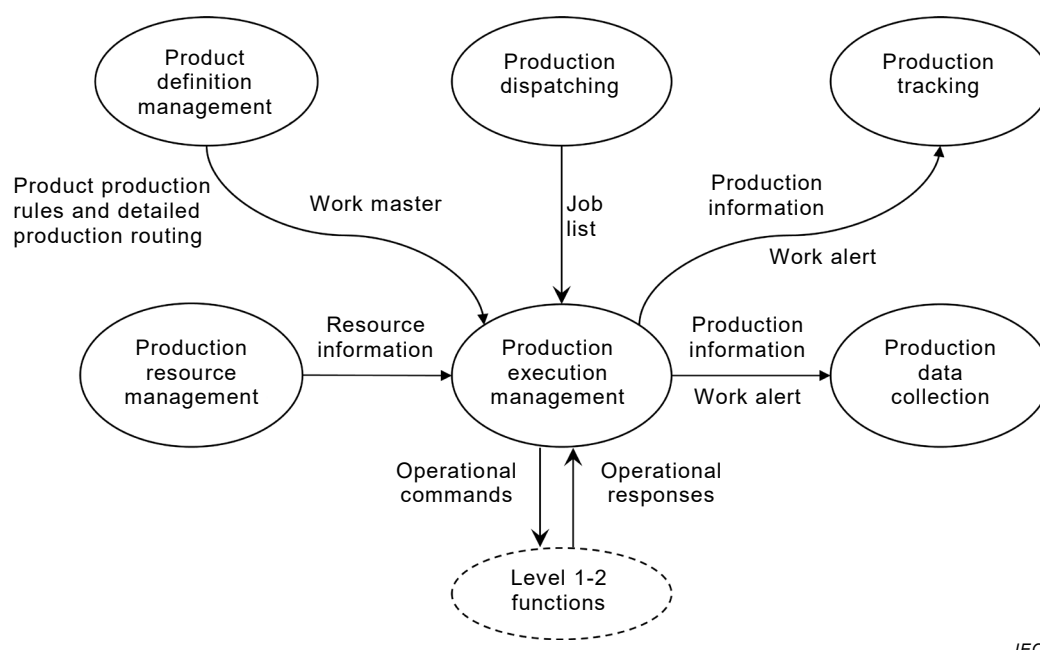 Product
definition
management
Production
dispatching
Production
tracking
Product production
rules and detailed
production routing
Work master
Job
list
Production
information
Work alert
Production
resource
management
Resource
information
Production
execution
management
Production
information
Work alert
Production
data
collection
Operational
commands
Operational
responses
Level 1-2
functions
IEC